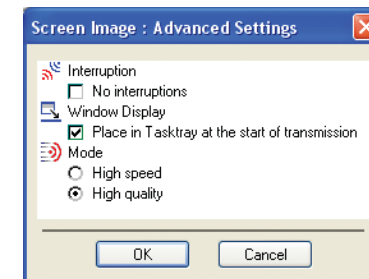 Screen Image : Advanced Settings
Interruption
No interruptions
Window Display
Place in Tasktray at the start of transmission
Mode
High speed
High quality
OK
Cancel